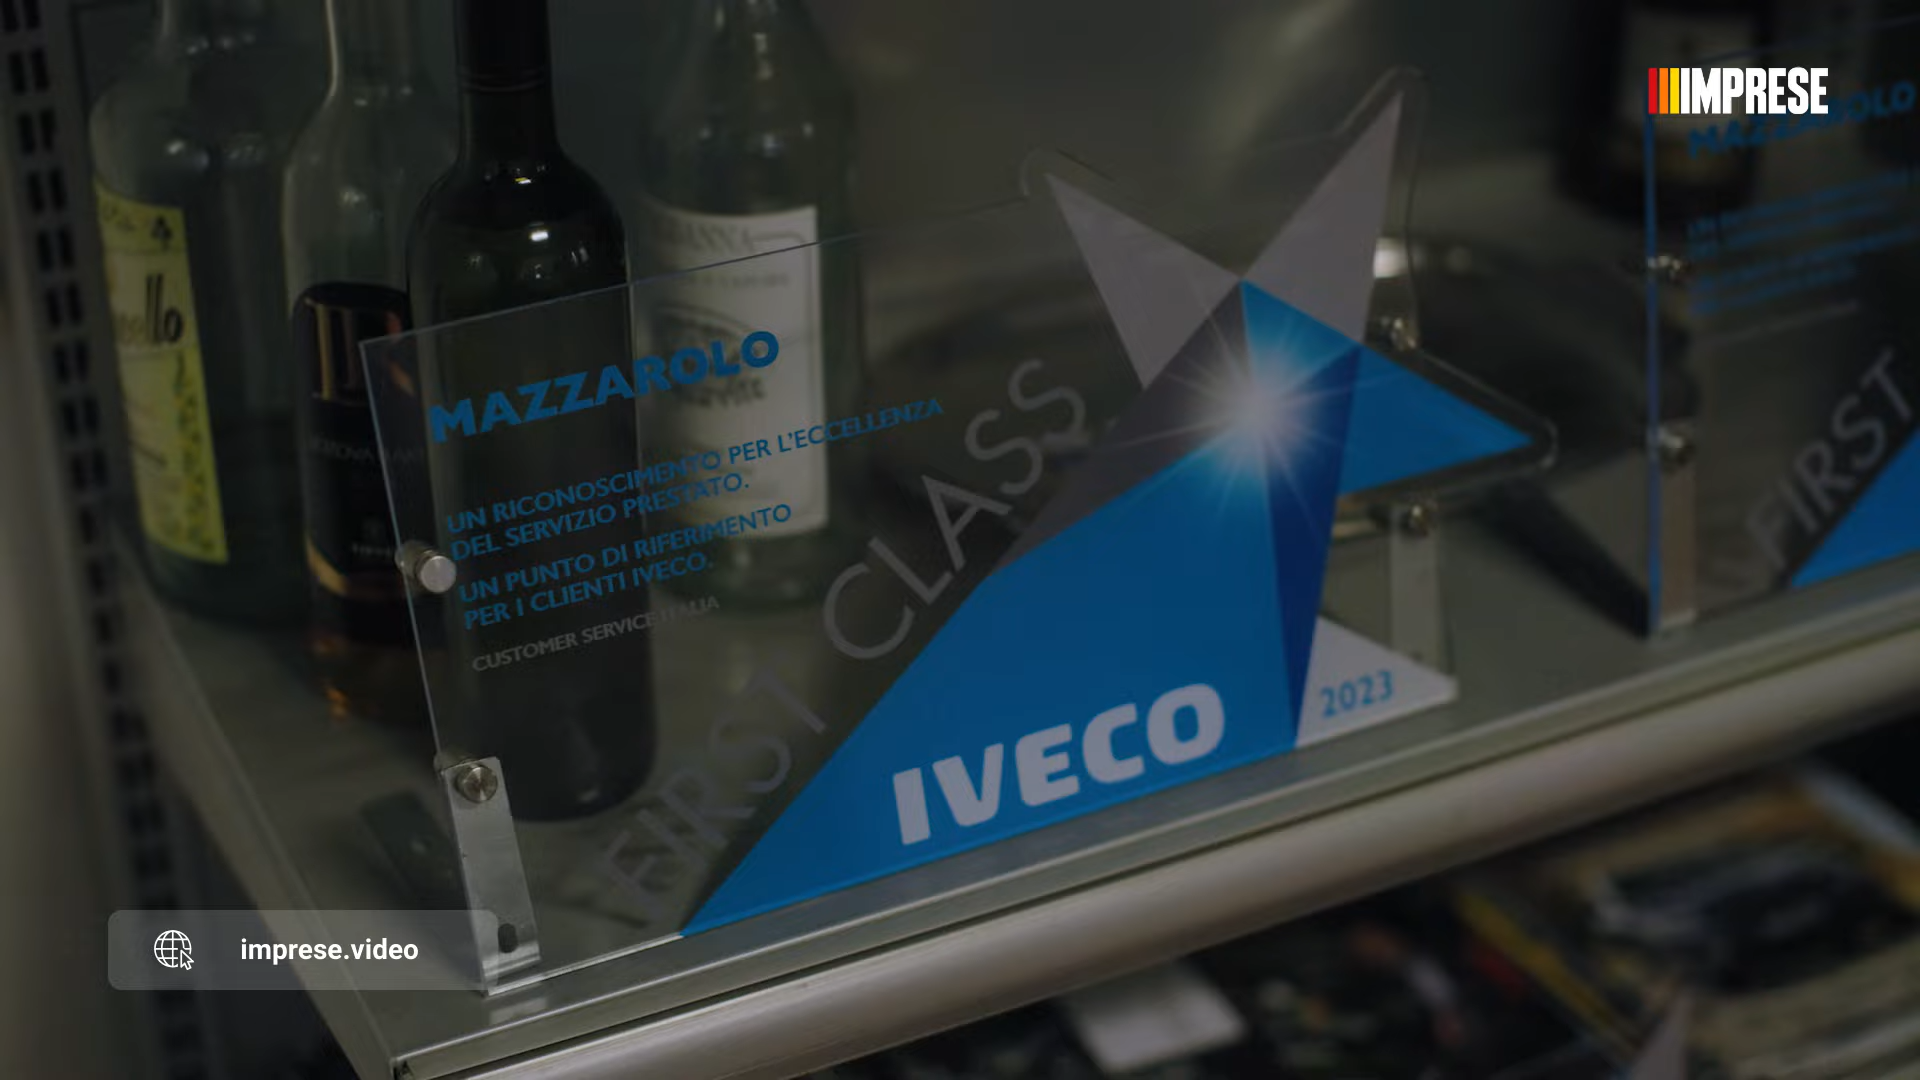 IMPRESE
MAZZAROLO
UN RICONOSCIMENTO PER L'ECCELLENZA
DEL SERVIZIO PRESTATO.
UN PUNTO DI RIFERIMENTO
PER I CLIENTI IVECO.
CUSTOMER SERVICE ITALIA
FIRST CLASS
IVECO
2023
MAZZAROLO
FIRST
imprese.video